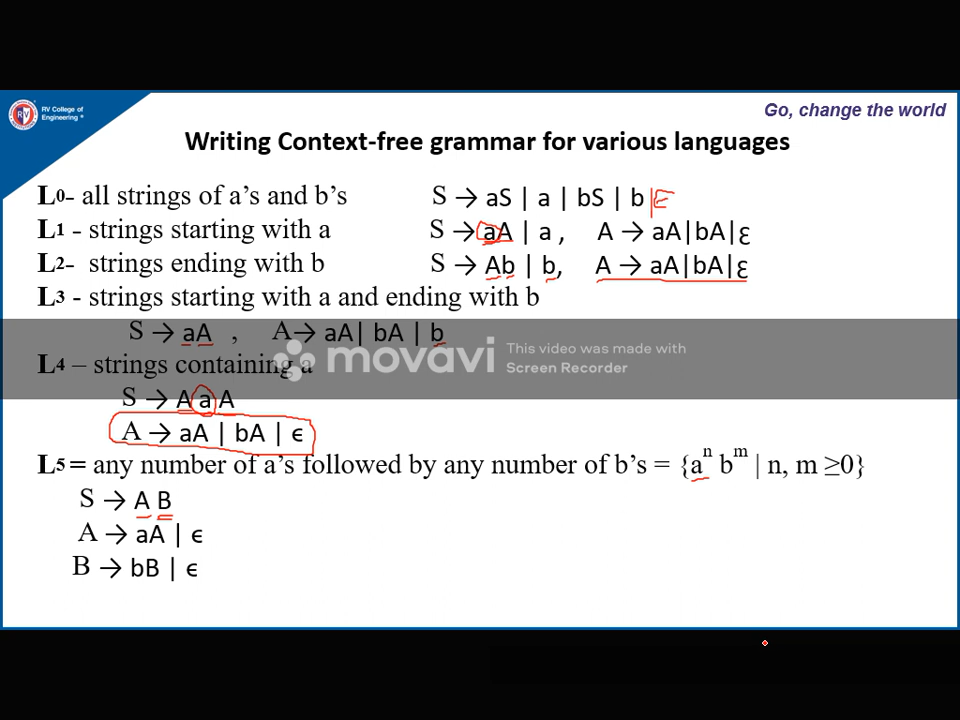 RV College of
Engineering ®
Go, change the world
Writing Context-free grammar for various languages
L0- all strings of a's and b's S → aS | a | bS | b | ε
L1 - strings starting with a S → aA | a , A → aA|bA|ε
L2- strings ending with b S → Ab | b, A → aA|bA|ε
L3 - strings starting with a and ending with b
S → aA , A → aA| bA | b
movavi
This video was made with
Screen Recorder
L4 – strings containing a
S → A a A
A → aA | bA | ϵ
L5 = any number of a's followed by any number of b's = {a^n b^m | n, m ≥0}
S → A B
A → aA | ϵ
B → bB | ϵ